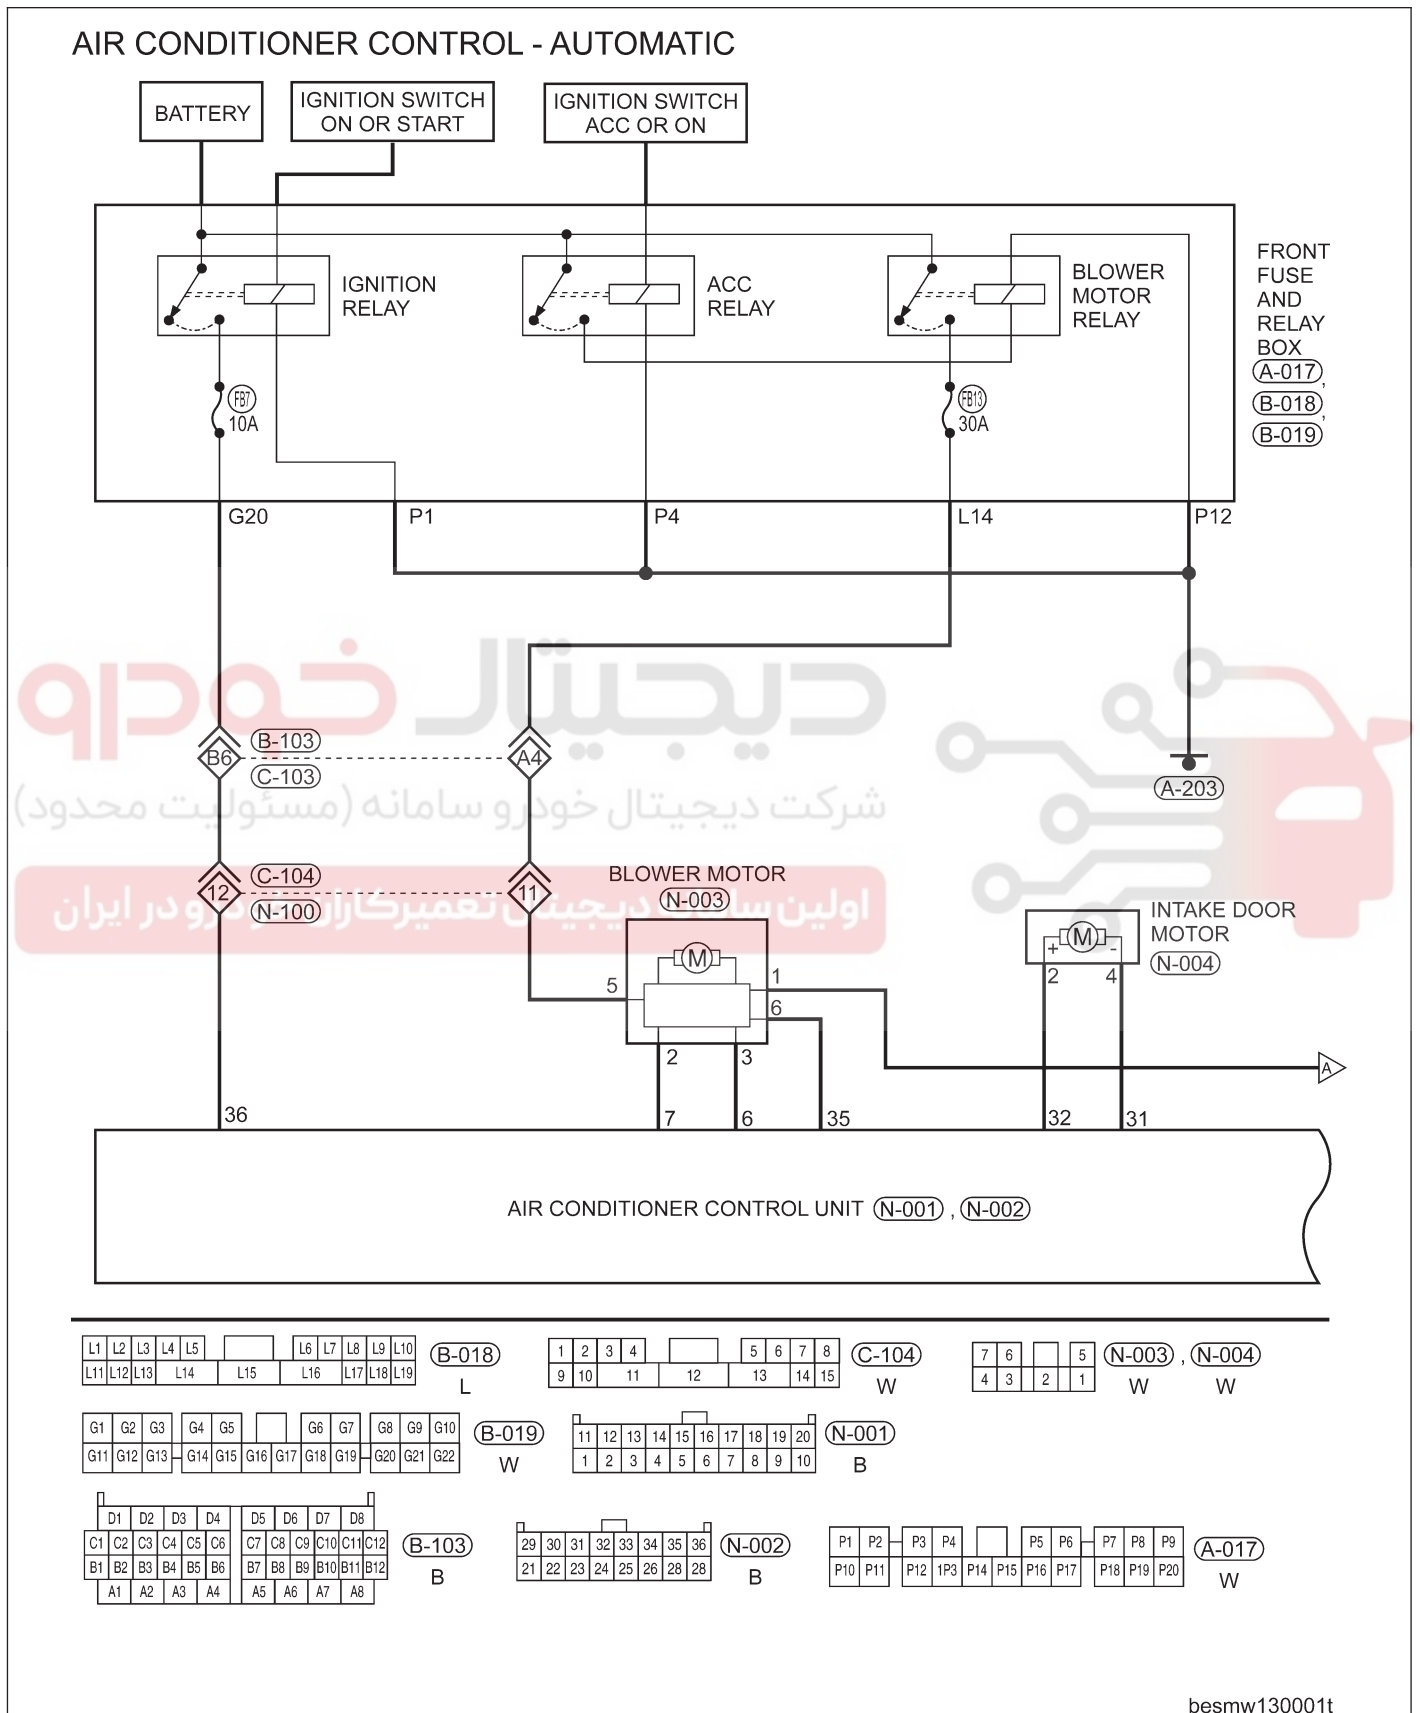 AIR CONDITIONER CONTROL - AUTOMATIC
BATTERY
IGNITION SWITCH
ON OR START
IGNITION SWITCH
ACC OR ON
IGNITION
RELAY
ACC
RELAY
BLOWER
MOTOR
RELAY
FRONT
FUSE
AND
RELAY
BOX
A-017,
B-018,
B-019
FB7
10A
FB13
30A
G20
P1
P4
L14
P12
دیجیتال خودرو
B6
B-103
C-103
A4
A-203
شرکت دیجیتال خودرو سامانه (مسئولیت محدود)
12
C-104
N-100
11
اولین سامانه دیجیتال تعمیرکاران خودرو در ایران
BLOWER MOTOR
N-003
M
5
1
6
2
3
INTAKE DOOR
MOTOR
N-004
M
+
-
2
4
A
36
7
6
35
32
31
AIR CONDITIONER CONTROL UNIT N-001 , N-002
L1 L2 L3 L4 L5 L6 L7 L8 L9 L10
L11 L12 L13 L14 L15 L16 L17 L18 L19
B-018
L
1 2 3 4 5 6 7 8
9 10 11 12 13 14 15
C-104
W
7 6 5
4 3 2 1
N-003 , N-004
W W
G1 G2 G3 G4 G5 G6 G7 G8 G9 G10
G11 G12 G13 G14 G15 G16 G17 G18 G19 G20 G21 G22
B-019
W
11 12 13 14 15 16 17 18 19 20
1 2 3 4 5 6 7 8 9 10
N-001
B
D1 D2 D3 D4 D5 D6 D7 D8
C1 C2 C3 C4 C5 C6 C7 C8 C9 C10 C11 C12
B1 B2 B3 B4 B5 B6 B7 B8 B9 B10 B11 B12
A1 A2 A3 A4 A5 A6 A7 A8
B-103
B
29 30 31 32 33 34 35 36
21 22 23 24 25 26 28 28
N-002
B
P1 P2 P3 P4 P5 P6 P7 P8 P9
P10 P11 P12 1P3 P14 P15 P16 P17 P18 P19 P20
A-017
W
besmw130001t